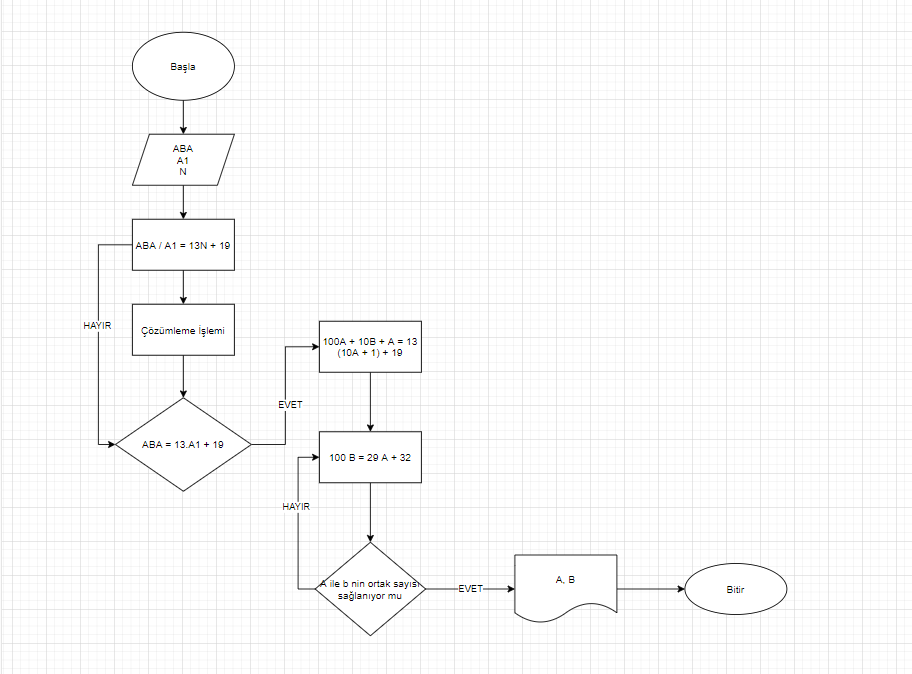 Başla
ABA
A1
N
ABA / A1 = 13N + 19
HAYIR
Çözümleme İşlemi
100A + 10B + A = 13
(10A + 1) + 19
EVET
ABA = 13.A1 + 19
100 B = 29 A + 32
HAYIR
A ile b nin ortak sayısı
sağlanıyor mu
EVET
A, B
Bitir